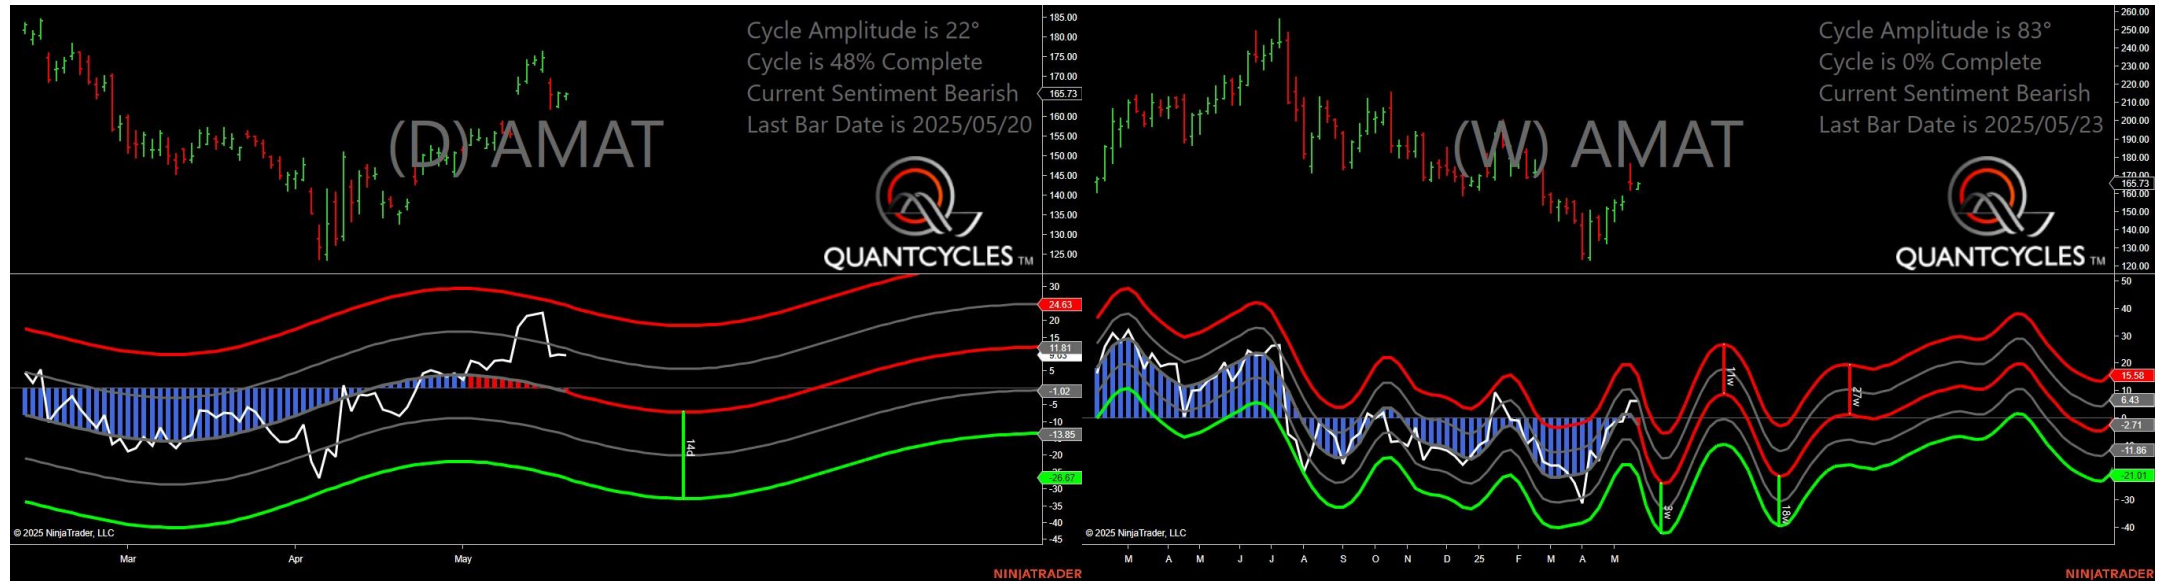 Cycle Amplitude is 22°
Cycle is 48% Complete
Current Sentiment Bearish
Last Bar Date is 2025/05/20
(D) AMAT
QUANTCYCLES TM
185.00
180.00
175.00
170.00
165.73
160.00
155.00
150.00
145.00
140.00
135.00
130.00
125.00
30
24.63
20
15
11.81
-1.02
-5
-10
-13.85
-20
-26.67
-30
-35
-40
-45
14d
© 2025 NinjaTrader, LLC
Mar
Apr
May
NINJATRADER
Cycle Amplitude is 83°
Cycle is 0% Complete
Current Sentiment Bearish
Last Bar Date is 2025/05/23
(W) AMAT
QUANTCYCLES TM
260.00
250.00
240.00
230.00
220.00
210.00
200.00
190.00
180.00
170.00
165.73
160.00
150.00
140.00
130.00
120.00
50
40
30
20
15.58
10
6.43
-2.71
-11.86
-21.01
-30
-40
11w
27w
18w
© 2025 NinjaTrader, LLC
M A M J J A S O N D 25 F M A M
NINJATRADER